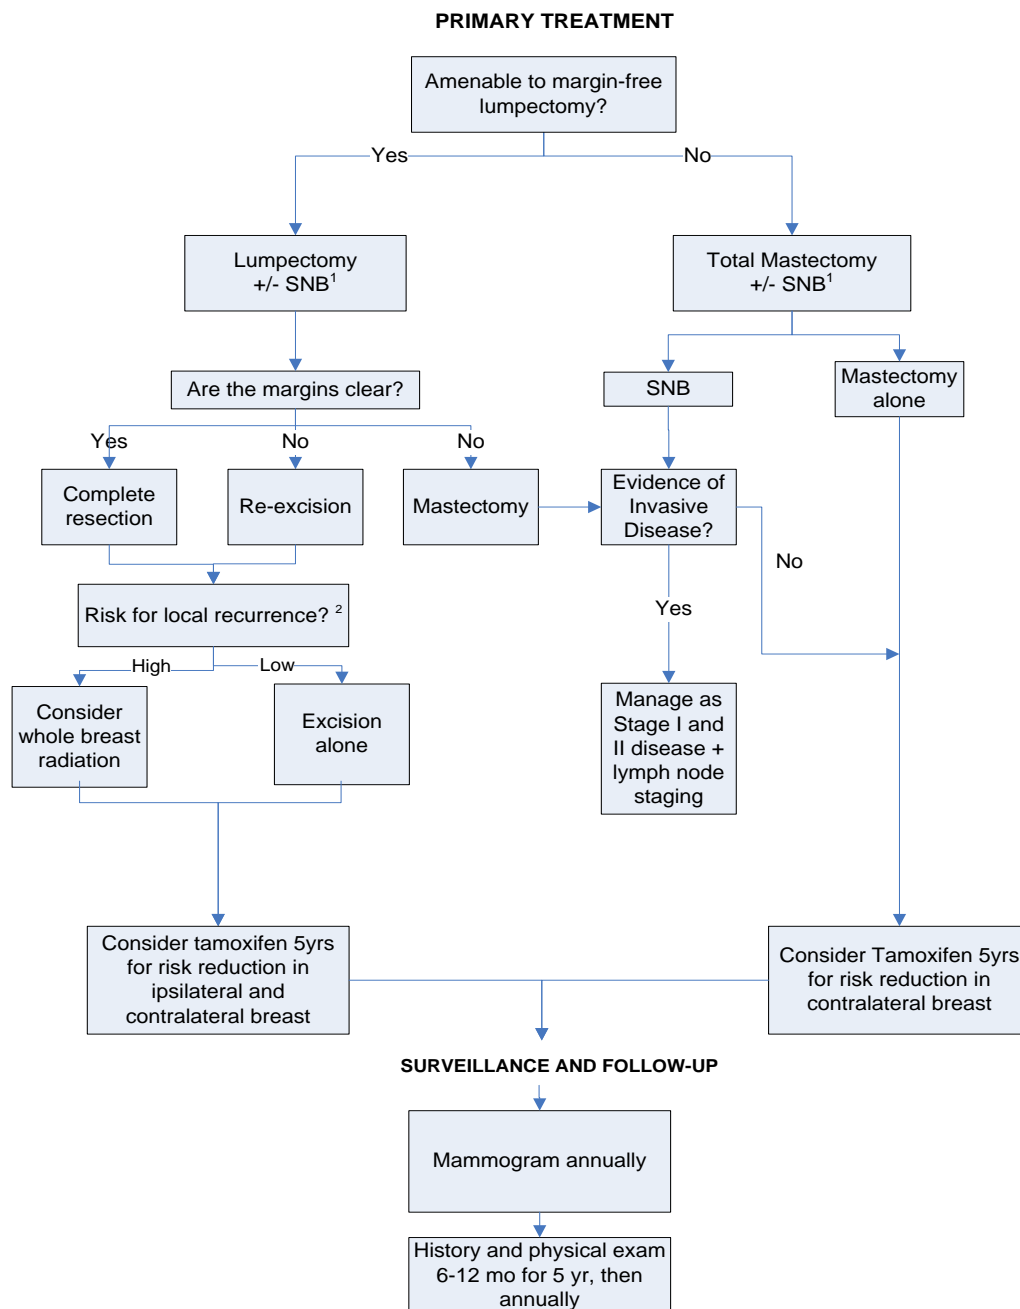 PRIMARY TREATMENT
Amenable to margin-free
lumpectomy?
Yes
No
Lumpectomy
+/- SNB1
Total Mastectomy
+/- SNB1
Are the margins clear?
SNB
Mastectomy
alone
Yes
No
No
Complete
resection
Re-excision
Mastectomy
Evidence of
Invasive
Disease?
No
Risk for local recurrence? 2
Yes
High
Low
Consider
whole breast
radiation
Excision
alone
Manage as
Stage I and
II disease +
lymph node
staging
Consider tamoxifen 5yrs
for risk reduction in
ipsilateral and
contralateral breast
Consider Tamoxifen 5yrs
for risk reduction in
contralateral breast
SURVEILLANCE AND FOLLOW-UP
Mammogram annually
History and physical exam
6-12 mo for 5 yr, then
annually